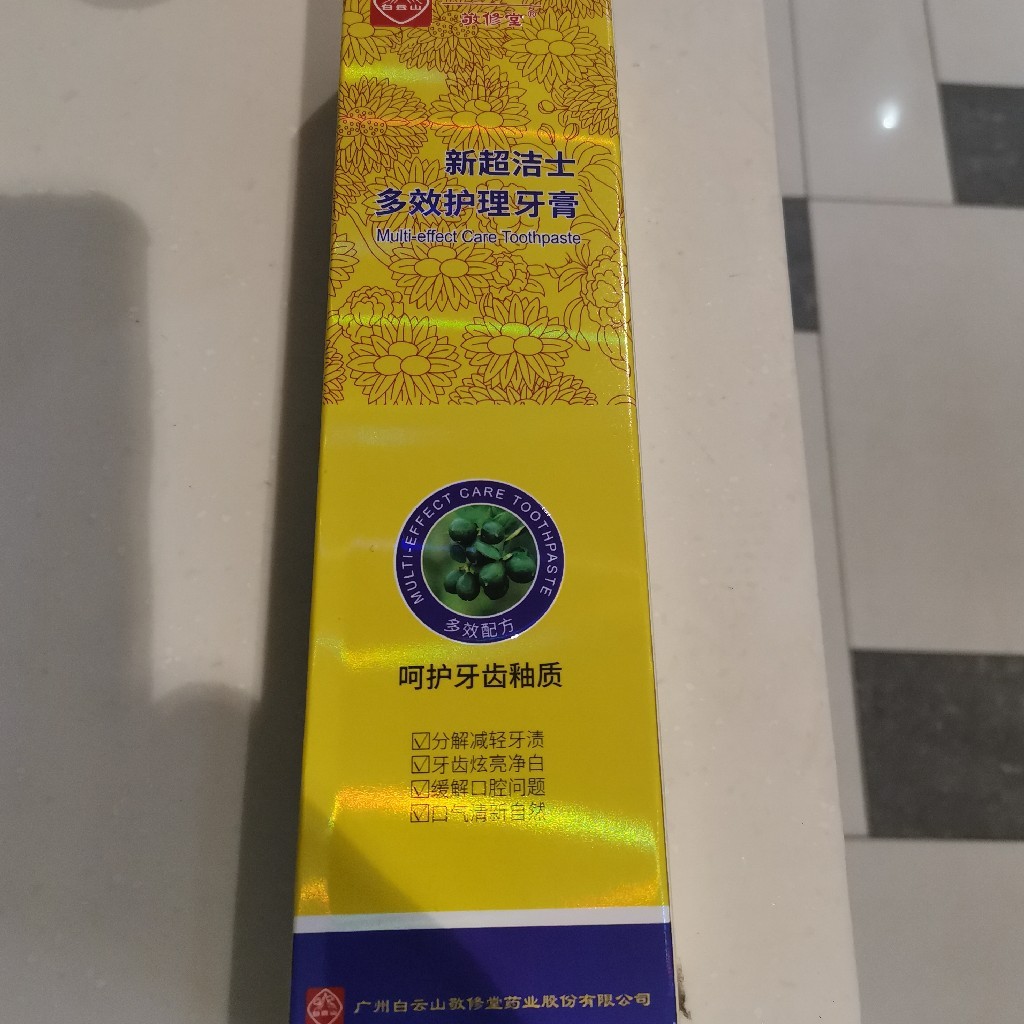 白云山
敬修堂
新超洁士
多效护理牙膏
Multi-effect Care Toothpaste
MULTI-EFFECT CARE TOOTHPASTE
多效配方
呵护牙齿釉质
☑分解减轻牙渍
☑牙齿炫亮净白
☑缓解口腔问题
☑口气清新自然
广州白云山敬修堂药业股份有限公司